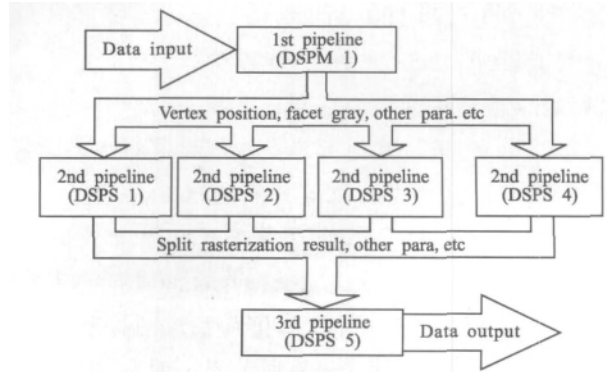 Data input
1st pipeline
(DSPM 1)
Vertex position, facet gray, other para. etc
2nd pipeline
(DSPS 1)
2nd pipeline
(DSPS 2)
2nd pipeline
(DSPS 3)
2nd pipeline
(DSPS 4)
Split rasterization result, other para, etc
3rd pipeline
(DSPS 5)
Data output